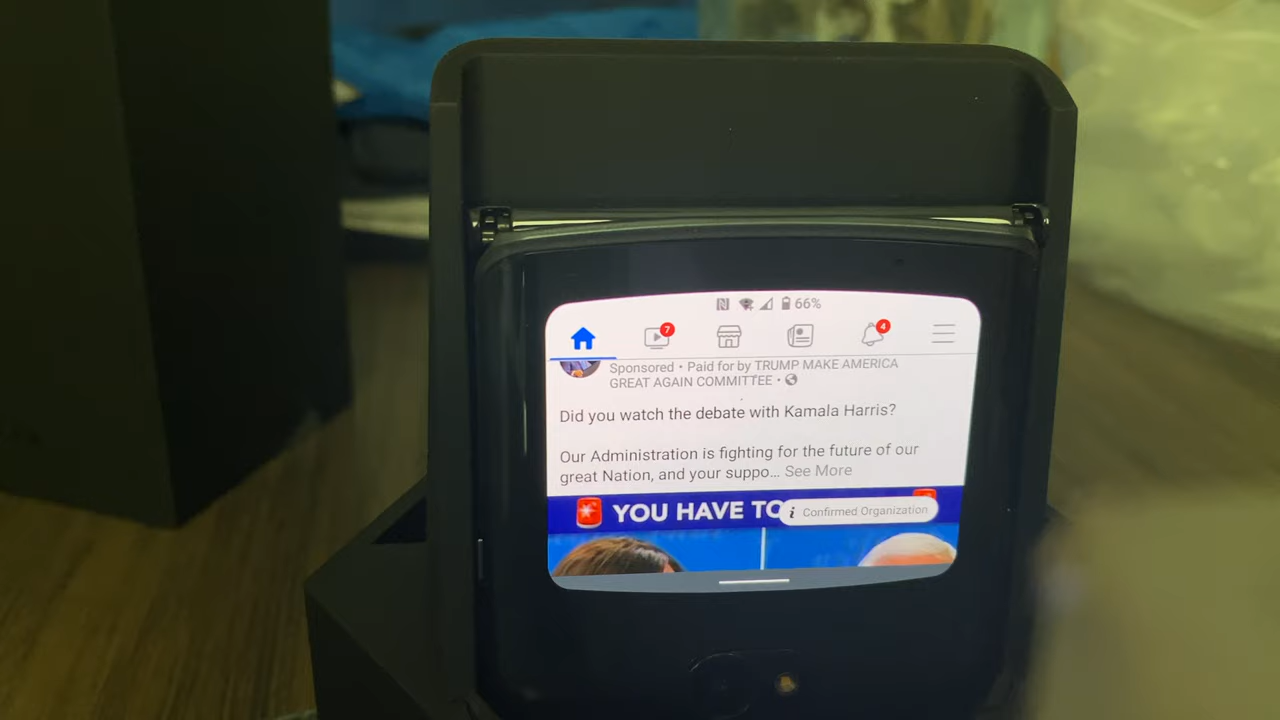 66%
7
4
Sponsored • Paid for by TRUMP MAKE AMERICA
GREAT AGAIN COMMITTEE •
Did you watch the debate with Kamala Harris?
Our Administration is fighting for the future of our
great Nation, and your suppo... See More
YOU HAVE TO
i Confirmed Organization